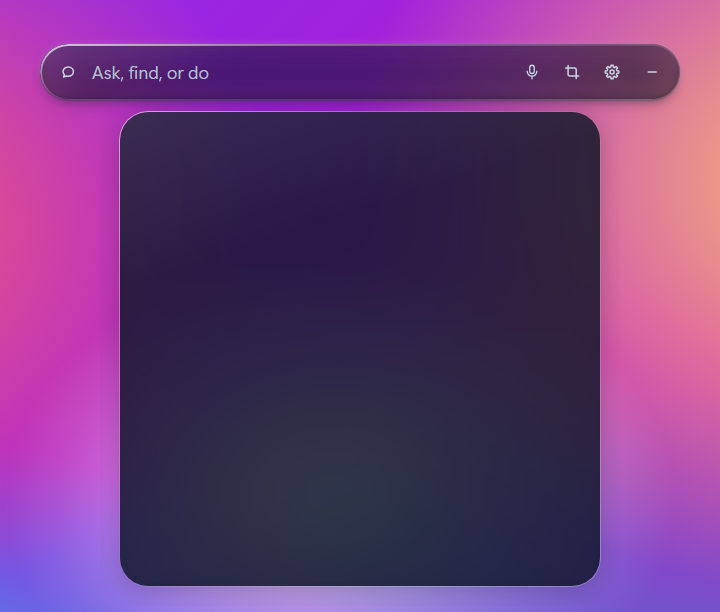 Ask, find, or do